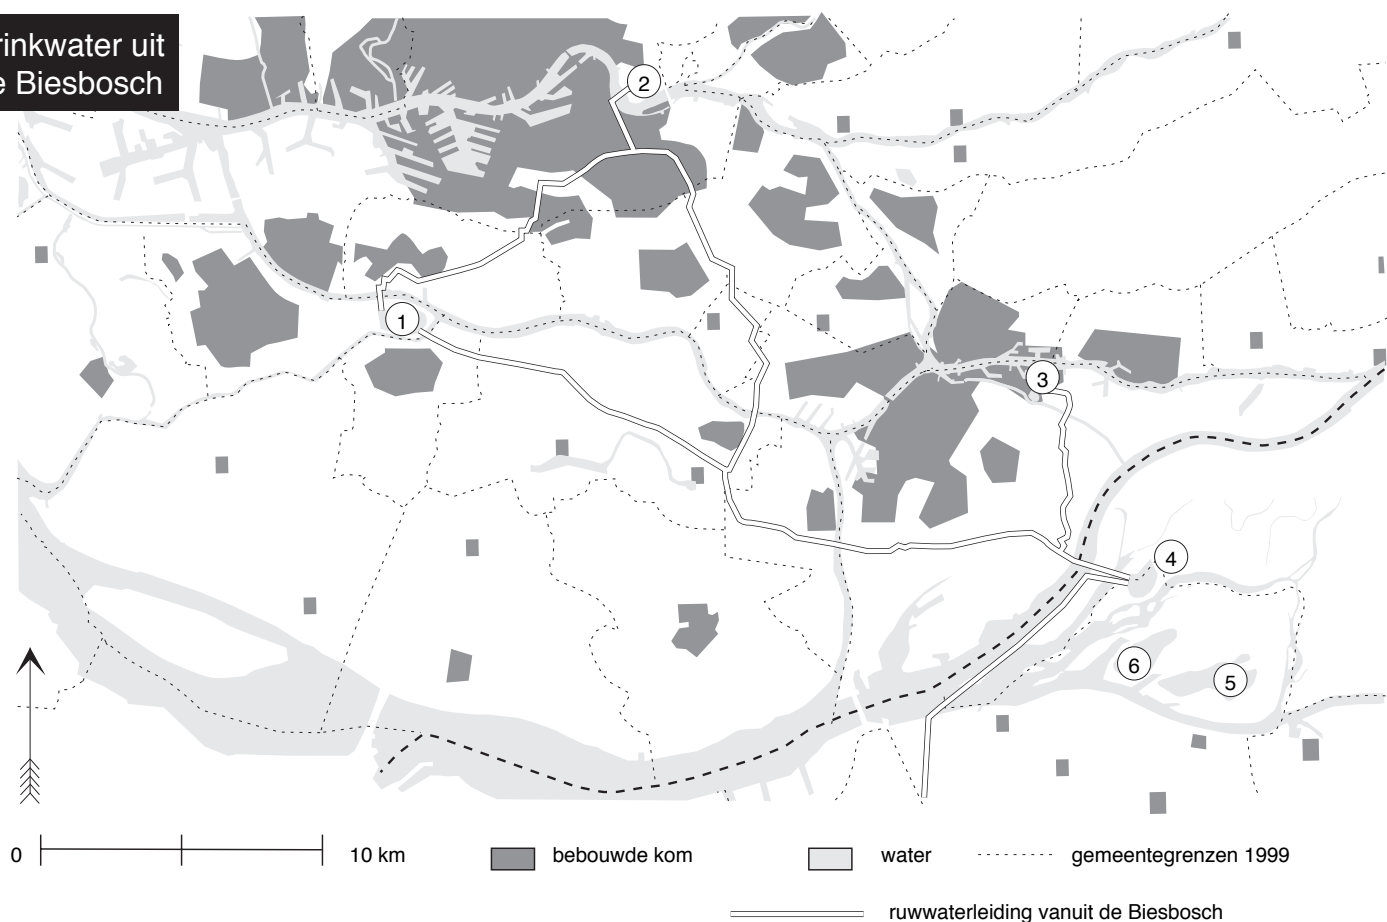 rinkwater uit
e Biesbosch
2
1
3
4
6
5
0
10 km
bebouwde kom
water
gemeentegrenzen 1999
ruwwaterleiding vanuit de Biesbosch